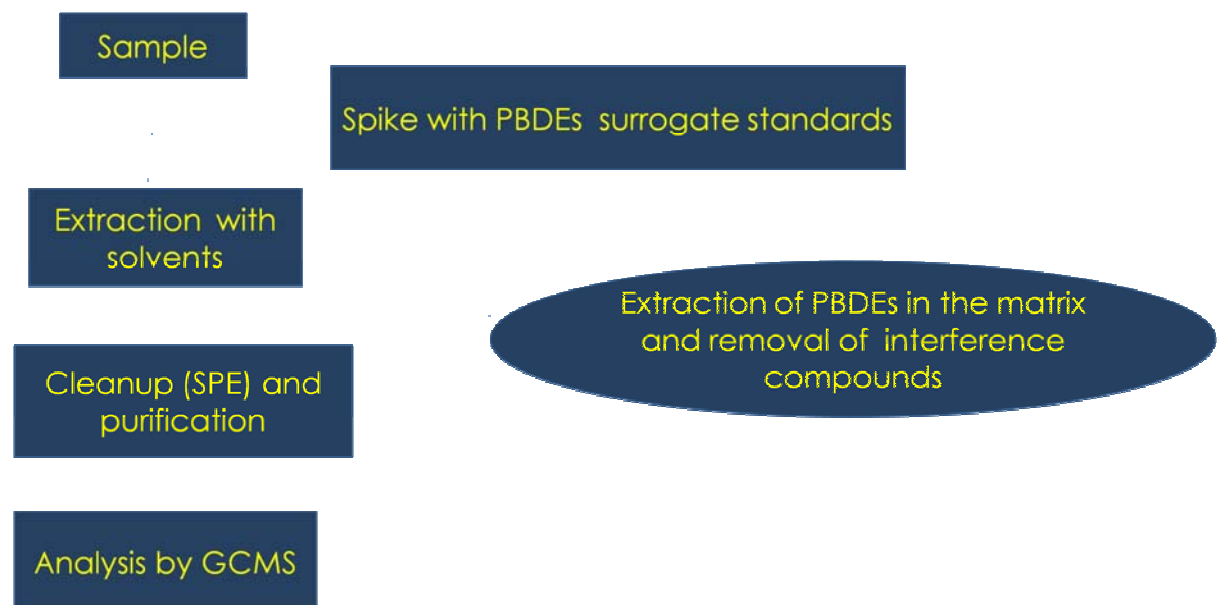 Sample
Spike with PBDEs surrogate standards
Extraction with
solvents
Extraction of PBDEs in the matrix
and removal of interference
compounds
Cleanup (SPE) and
purification
Analysis by GCMS